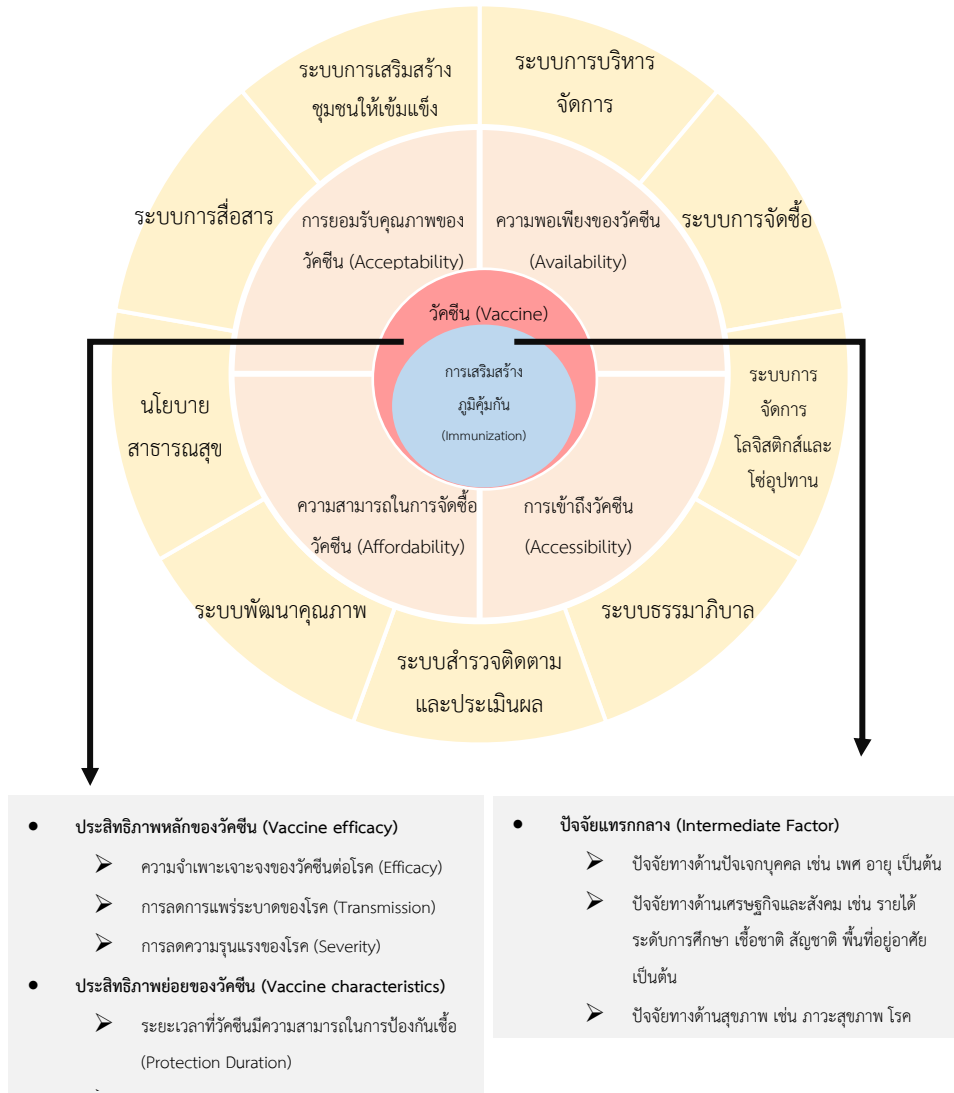 ระบบการเสริมสร้าง
ชุมชนให้เข้มแข็ง
ระบบการบริหาร
จัดการ
ระบบการสื่อสาร
การยอมรับคุณภาพของ
วัคซีน (Acceptability)
ความพอเพียงของวัคซีน
(Availability)
ระบบการจัดซื้อ
วัคซีน (Vaccine)
การเสริมสร้าง
ภูมิคุ้มกัน
(Immunization)
นโยบาย
สาธารณสุข
ระบบการ
จัดการ
โลจิสติกส์และ
โซ่อุปทาน
ความสามารถในการจัดซื้อ
วัคซีน (Affordability)
การเข้าถึงวัคซีน
(Accessibility)
ระบบพัฒนาคุณภาพ
ระบบธรรมาภิบาล
ระบบสำรวจติดตาม
และประเมินผล
● ประสิทธิภาพหลักของวัคซีน (Vaccine efficacy)
➢ ความจำเพาะเจาะจงของวัคซีนต่อโรค (Efficacy)
➢ การลดการแพร่ระบาดของโรค (Transmission)
➢ การลดความรุนแรงของโรค (Severity)
● ประสิทธิภาพย่อยของวัคซีน (Vaccine characteristics)
➢ ระยะเวลาที่วัคซีนมีความสามารถในการป้องกันเชื้อ
(Protection Duration)
● ปัจจัยแทรกกลาง (Intermediate Factor)
➢ ปัจจัยทางด้านปัจเจกบุคคล เช่น เพศ อายุ เป็นต้น
➢ ปัจจัยทางด้านเศรษฐกิจและสังคม เช่น รายได้
ระดับการศึกษา เชื้อชาติ สัญชาติ พื้นที่อยู่อาศัย
เป็นต้น
➢ ปัจจัยทางด้านสุขภาพ เช่น ภาวะสุขภาพ โรค